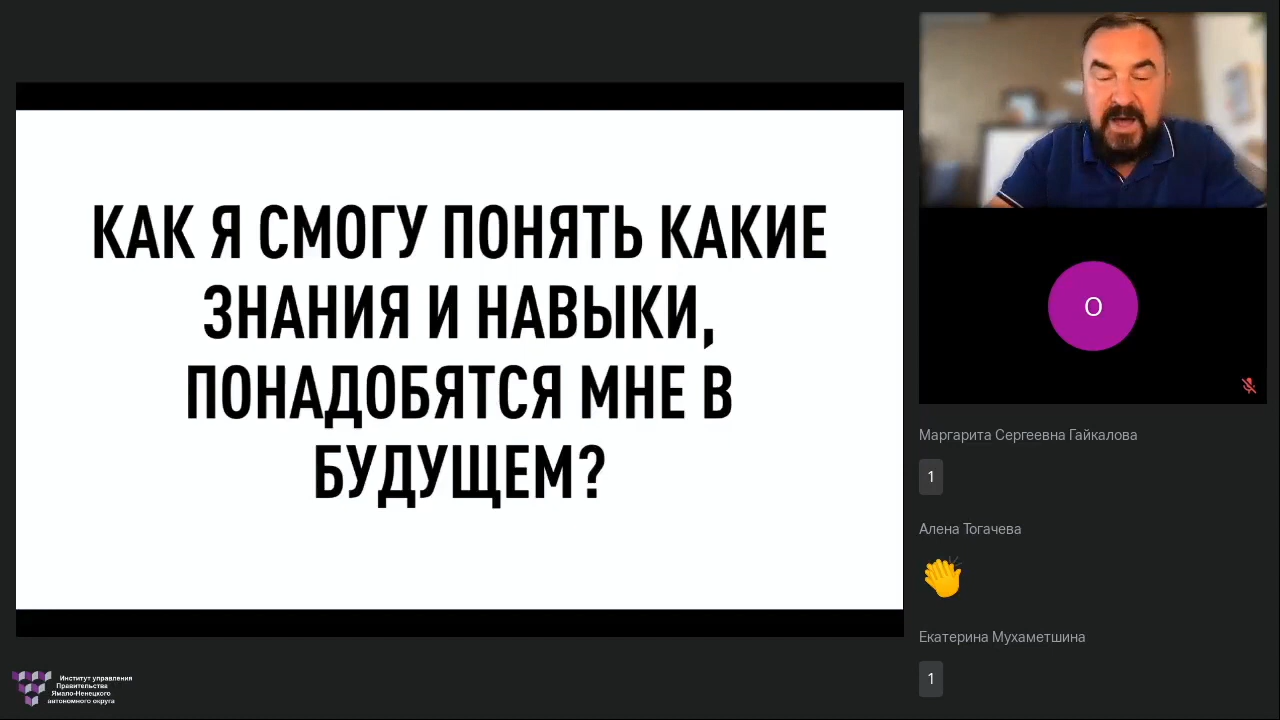 КАК Я СМОГУ ПОНЯТЬ КАКИЕ
ЗНАНИЯ И НАВЫКИ,
ПОНАДОБЯТСЯ МНЕ В
БУДУЩЕМ?
О
Маргарита Сергеевна Гайкалова
1
Алена Тогачева
Екатерина Мухаметшина
1
Институт управления
Правительства
Ямало-Ненецкого
автономного округа